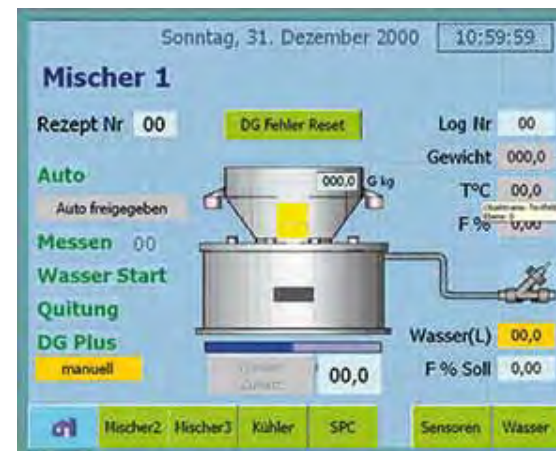 Sonntag, 31. Dezember 2000 10:59:59
Mischer 1
Rezept Nr 00 DG Fehler Reset Log Nr 00
Gewicht 000,0
Auto 000,0 G kg T°C 00,0
Auto freigegeben
F % 0,00
Messen 00
Wasser Start
Quitung
DG Plus Wasser(L) 00,0
manuell 00,0 F % Soll 0,00
Mischer2 Mischer3 Kühler SPC Sensoren Wasser